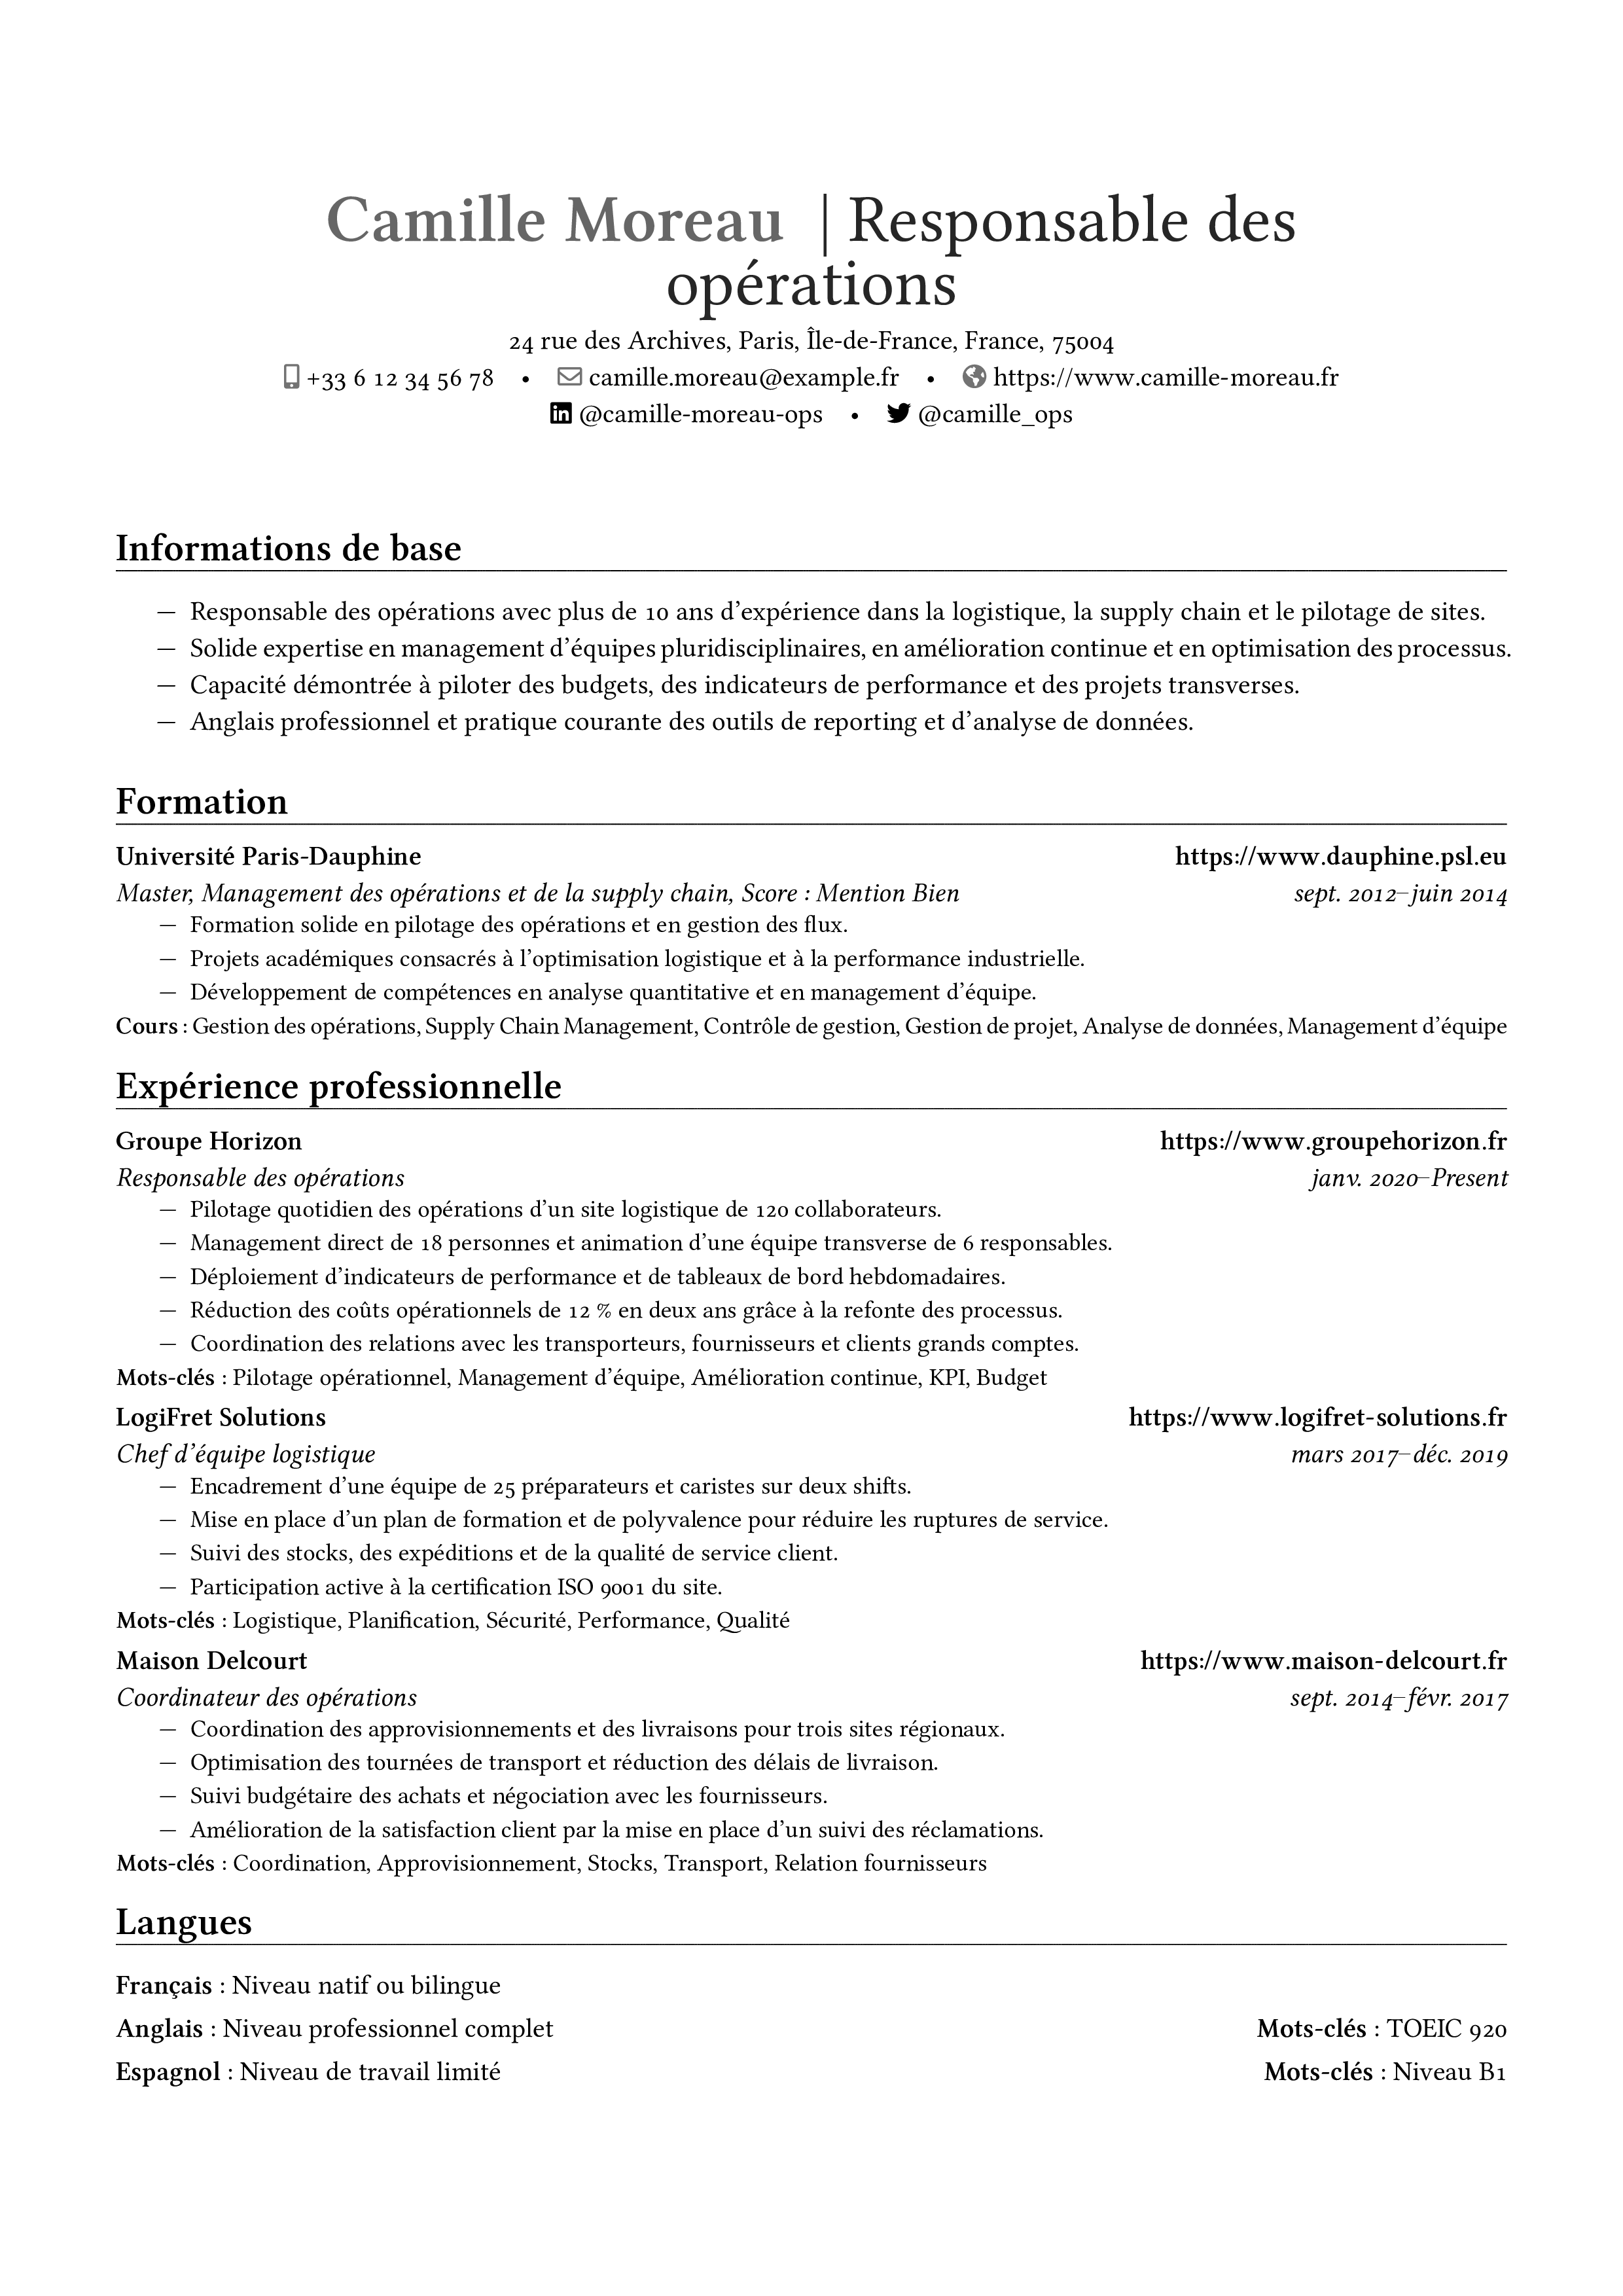 Camille Moreau | Responsable des
opérations
24 rue des Archives, Paris, Île-de-France, France, 75004
+33 6 12 34 56 78 • camille.moreau@example.fr • https://www.camille-moreau.fr
@camille-moreau-ops • @camille_ops
Informations de base
— Responsable des opérations avec plus de 10 ans d’expérience dans la logistique, la supply chain et le pilotage de sites.
— Solide expertise en management d’équipes pluridisciplinaires, en amélioration continue et en optimisation des processus.
— Capacité démontrée à piloter des budgets, des indicateurs de performance et des projets transverses.
— Anglais professionnel et pratique courante des outils de reporting et d’analyse de données.
Formation
Université Paris-Dauphine https://www.dauphine.psl.eu
Master, Management des opérations et de la supply chain, Score : Mention Bien sept. 2012–juin 2014
— Formation solide en pilotage des opérations et en gestion des flux.
— Projets académiques consacrés à l’optimisation logistique et à la performance industrielle.
— Développement de compétences en analyse quantitative et en management d’équipe.
Cours : Gestion des opérations, Supply Chain Management, Contrôle de gestion, Gestion de projet, Analyse de données, Management d’équipe
Expérience professionnelle
Groupe Horizon https://www.groupehorizon.fr
Responsable des opérations janv. 2020–Present
— Pilotage quotidien des opérations d’un site logistique de 120 collaborateurs.
— Management direct de 18 personnes et animation d’une équipe transverse de 6 responsables.
— Déploiement d’indicateurs de performance et de tableaux de bord hebdomadaires.
— Réduction des coûts opérationnels de 12 % en deux ans grâce à la refonte des processus.
— Coordination des relations avec les transporteurs, fournisseurs et clients grands comptes.
Mots-clés : Pilotage opérationnel, Management d’équipe, Amélioration continue, KPI, Budget
LogiFret Solutions https://www.logifret-solutions.fr
Chef d’équipe logistique mars 2017–déc. 2019
— Encadrement d’une équipe de 25 préparateurs et caristes sur deux shifts.
— Mise en place d’un plan de formation et de polyvalence pour réduire les ruptures de service.
— Suivi des stocks, des expéditions et de la qualité de service client.
— Participation active à la certification ISO 9001 du site.
Mots-clés : Logistique, Planification, Sécurité, Performance, Qualité
Maison Delcourt https://www.maison-delcourt.fr
Coordinateur des opérations sept. 2014–févr. 2017
— Coordination des approvisionnements et des livraisons pour trois sites régionaux.
— Optimisation des tournées de transport et réduction des délais de livraison.
— Suivi budgétaire des achats et négociation avec les fournisseurs.
— Amélioration de la satisfaction client par la mise en place d’un suivi des réclamations.
Mots-clés : Coordination, Approvisionnement, Stocks, Transport, Relation fournisseurs
Langues
Français : Niveau natif ou bilingue
Anglais : Niveau professionnel complet Mots-clés : TOEIC 920
Espagnol : Niveau de travail limité Mots-clés : Niveau B1